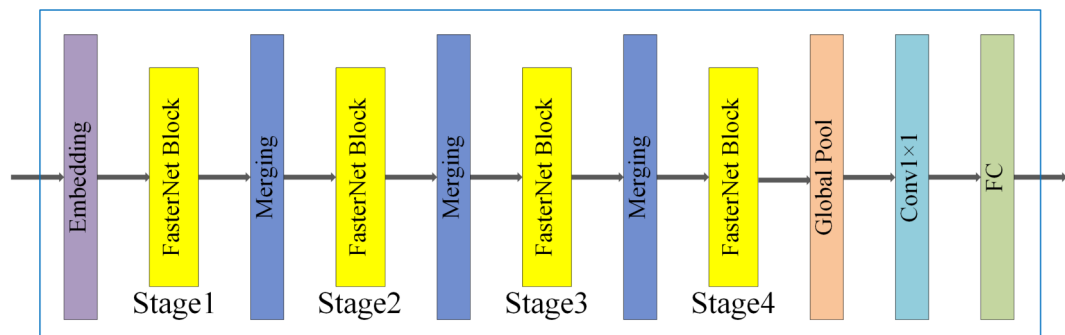 Embedding
FasterNet Block
Stage1
Merging
FasterNet Block
Stage2
Merging
FasterNet Block
Stage3
Merging
FasterNet Block
Stage4
Global Pool
Conv1×1
FC